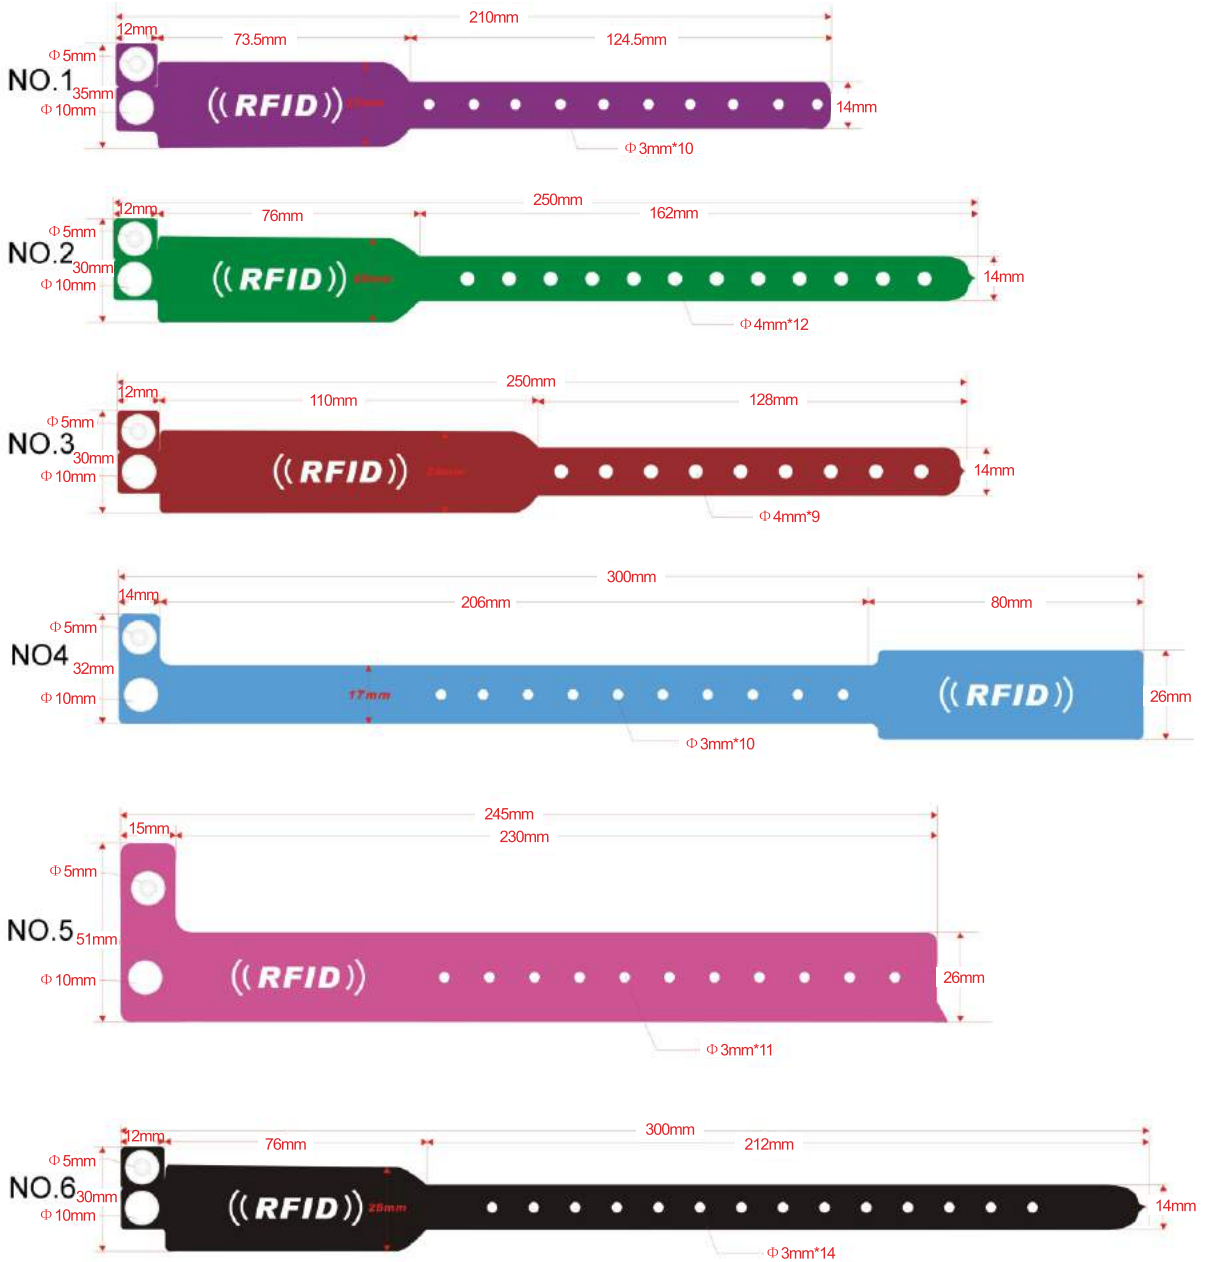 210mm
12mm
73.5mm
124.5mm
Φ5mm
NO.1
35mm
Φ10mm
((RFID))
14mm
Φ3mm*10
250mm
12mm
76mm
162mm
Φ5mm
NO.2
30mm
Φ10mm
((RFID))
14mm
Φ4mm*12
250mm
12mm
110mm
128mm
Φ5mm
NO.3
30mm
Φ10mm
((RFID))
14mm
Φ4mm*9
300mm
14mm
206mm
80mm
Φ5mm
NO4
32mm
Φ10mm
17mm
((RFID))
26mm
Φ3mm*10
245mm
15mm
230mm
Φ5mm
NO.5
51mm
Φ10mm
((RFID))
26mm
Φ3mm*11
300mm
12mm
76mm
212mm
Φ5mm
NO.6
30mm
Φ10mm
((RFID))
25mm
14mm
Φ3mm*14